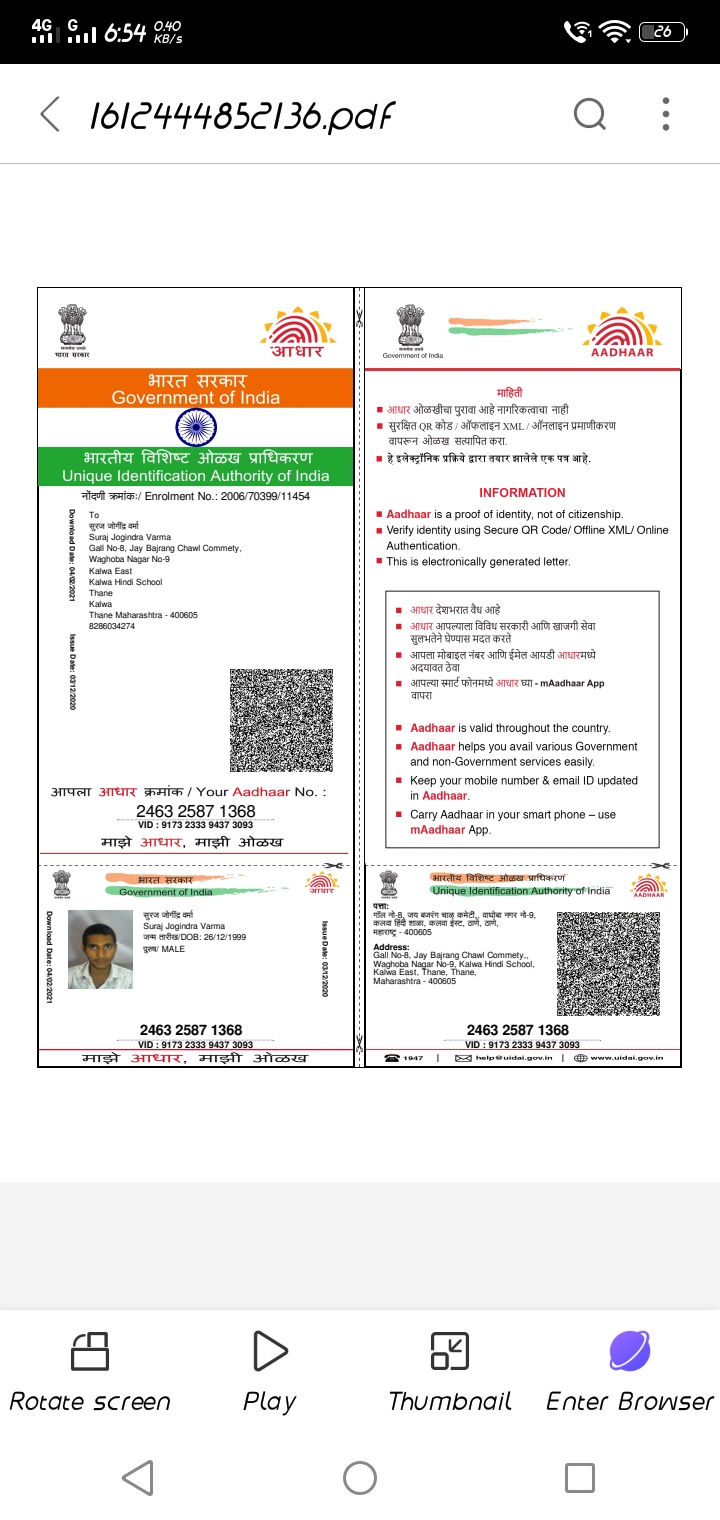 4G G 6:54 0.40 KB/s 26
1612444852136.pdf
भारत सरकार
आधार
भारत सरकार
Government of India
भारतीय विशिष्ट ओळख प्राधिकरण
Unique Identification Authority of India
नोंदणी क्रमांकः/ Enrolment No.: 2006/70399/11454
Download Date: 04/02/2021
Issue Date: 03/12/2020
To
सुरज जोगींद्र वर्मा
Suraj Jogindra Varma
Gall No-8, Jay Bajrang Chawl Commety,
Waghoba Nagar No-9
Kalwa East
Kalwa Hindi School
Thane
Kalwa
Thane Maharashtra - 400605
8286034274
आपला आधार क्रमांक / Your Aadhaar No. :
2463 2587 1368
VID : 9173 2333 9437 3093
माझे आधार, माझी ओळख
Government of India
AADHAAR
माहिती
आधार ओळखीचा पुरावा आहे नागरिकत्वाचा नाही
सुरक्षित QR कोड / ऑफलाइन XML / ऑनलाइन प्रमाणीकरण
वापरून ओळख सत्यापित करा.
हे इलेक्ट्रॉनिक प्रक्रिये द्वारा तयार झालेले एक पत्र आहे.
INFORMATION
Aadhaar is a proof of identity, not of citizenship.
Verify identity using Secure QR Code/ Offline XML/ Online
Authentication.
This is electronically generated letter.
आधार देशभरात वैध आहे
आधार आपल्याला विविध सरकारी आणि खाजगी सेवा
सुलभतेने घेण्यास मदत करते
आपला मोबाइल नंबर आणि ईमेल आयडी आधारमध्ये
अदयावत ठेवा
आपल्या स्मार्ट फोनमध्ये आधार घ्या - mAadhaar App
वापरा
Aadhaar is valid throughout the country.
Aadhaar helps you avail various Government
and non-Government services easily.
Keep your mobile number & email ID updated
in Aadhaar.
Carry Aadhaar in your smart phone – use
mAadhaar App.
भारत सरकार
Government of India
आधार
Download Date: 04/02/2021
सुरज जोगींद्र वर्मा
Suraj Jogindra Varma
जन्म तारीख/DOB: 26/12/1999
पुरुष/ MALE
Issue Date: 03/12/2020
2463 2587 1368
VID : 9173 2333 9437 3093
माझे आधार, माझी ओळख
भारतीय विशिष्ट ओळख प्राधिकरण
Unique Identification Authority of India
AADHAAR
पत्ता:
गॉल नो-8, जय बजरंग चाळ कमेटी,, वाघोबा नगर नो-9,
कलवा हिंदी शाळा, कलवा ईस्ट, ठाणे, ठाणे,
महाराष्ट्र - 400605
Address:
Gall No-8, Jay Bajrang Chawl Commety,,
Waghoba Nagar No-9, Kalwa Hindi School,
Kalwa East, Thane, Thane,
Maharashtra - 400605
2463 2587 1368
VID : 9173 2333 9437 3093
1947 | help@uidai.gov.in | www.uidai.gov.in
Rotate screen Play Thumbnail Enter Browser